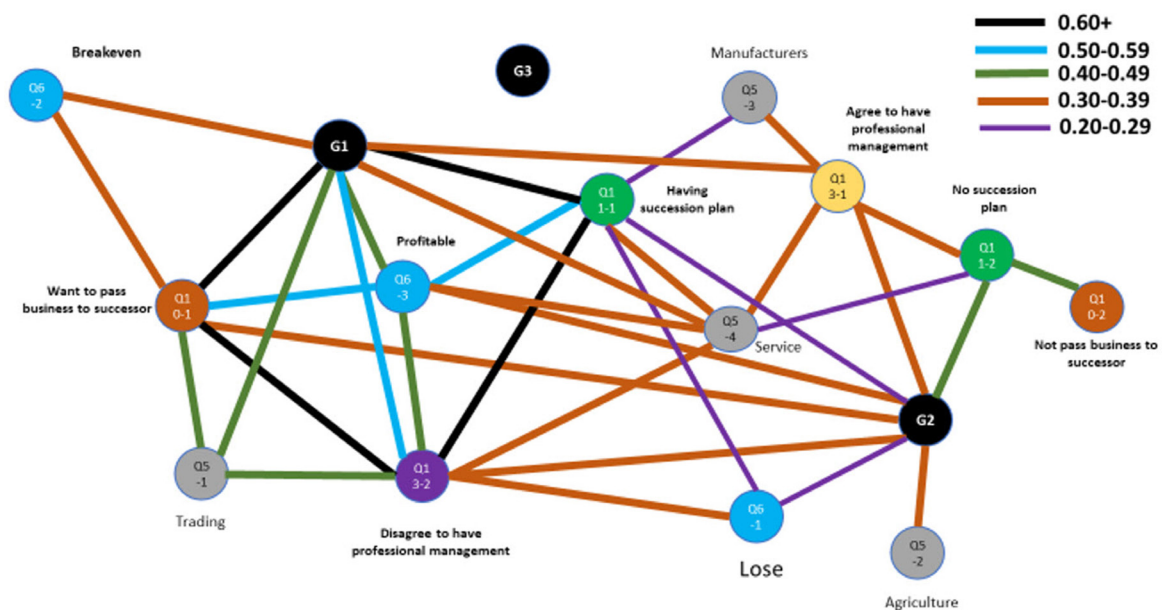 Breakeven
Q6
-2
G3
Manufacturers
Q5
-3
0.60+
0.50-0.59
0.40-0.49
0.30-0.39
0.20-0.29
G1
Agree to have
professional
management
Q1
3-1
Q1
1-1
Having
succession plan
No succession
plan
Q1
1-2
Profitable
Q6
-3
Want to pass
business to successor
Q1
0-1
Q5
-4
Service
Q1
0-2
Not pass business to
successor
G2
Q5
-1
Trading
Q1
3-2
Disagree to have
professional management
Q6
-1
Lose
Q5
-2
Agriculture